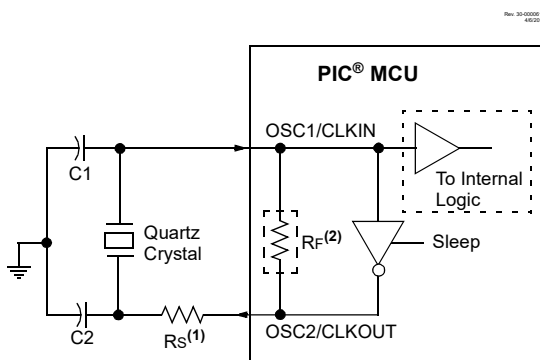 Rev. 30-00006
4/6/20
PIC® MCU
OSC1/CLKIN
C1
To Internal
Logic
Quartz
Crystal
RF(2)
Sleep
C2
RS(1)
OSC2/CLKOUT